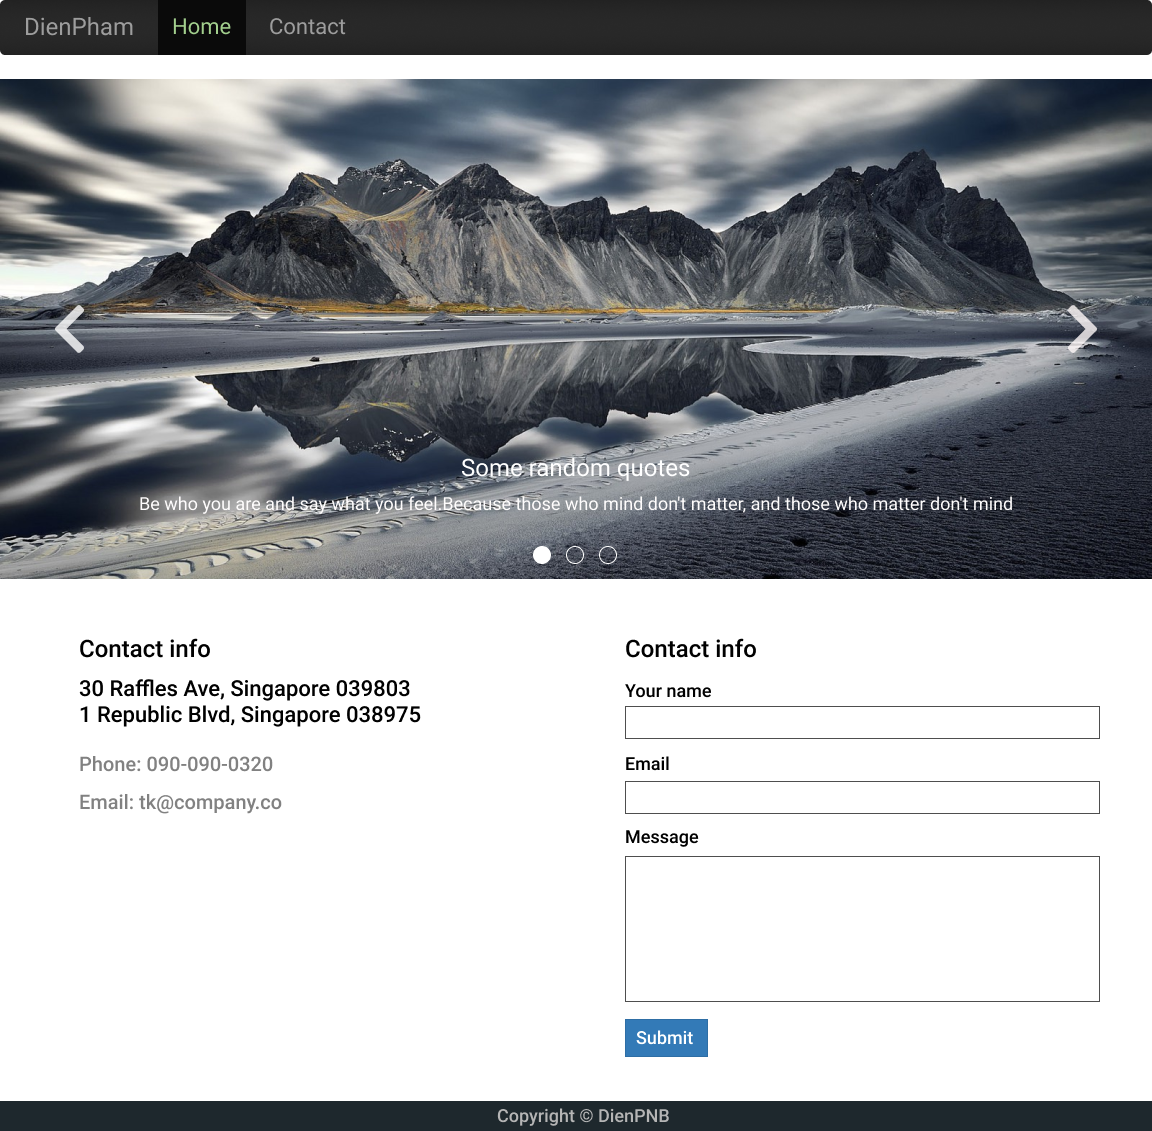 DienPham Home Contact
Some random quotes
Be who you are and say what you feel.Because those who mind don't matter, and those who matter don't mind
Contact info
30 Raffles Ave, Singapore 039803
1 Republic Blvd, Singapore 038975
Phone: 090-090-0320
Email: tk@company.co
Contact info
Your name
Email
Message
Submit
Copyright © DienPNB